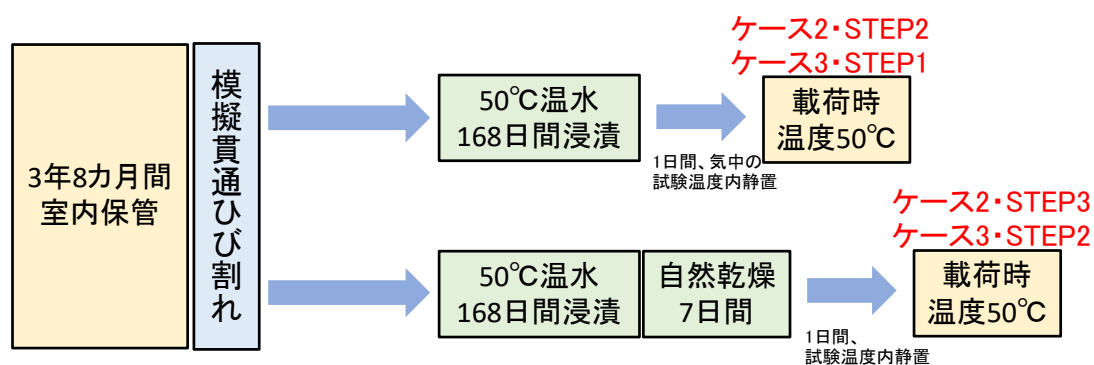 3年8カ月間
室内保管
模擬貫通ひび割れ
ケース2・STEP2
ケース3・STEP1
50℃温水
168日間浸漬
1日間、気中の
試験温度内静置
載荷時
温度50℃
ケース2・STEP3
ケース3・STEP2
50℃温水
168日間浸漬
自然乾燥
7日間
1日間、
試験温度内静置
載荷時
温度50℃